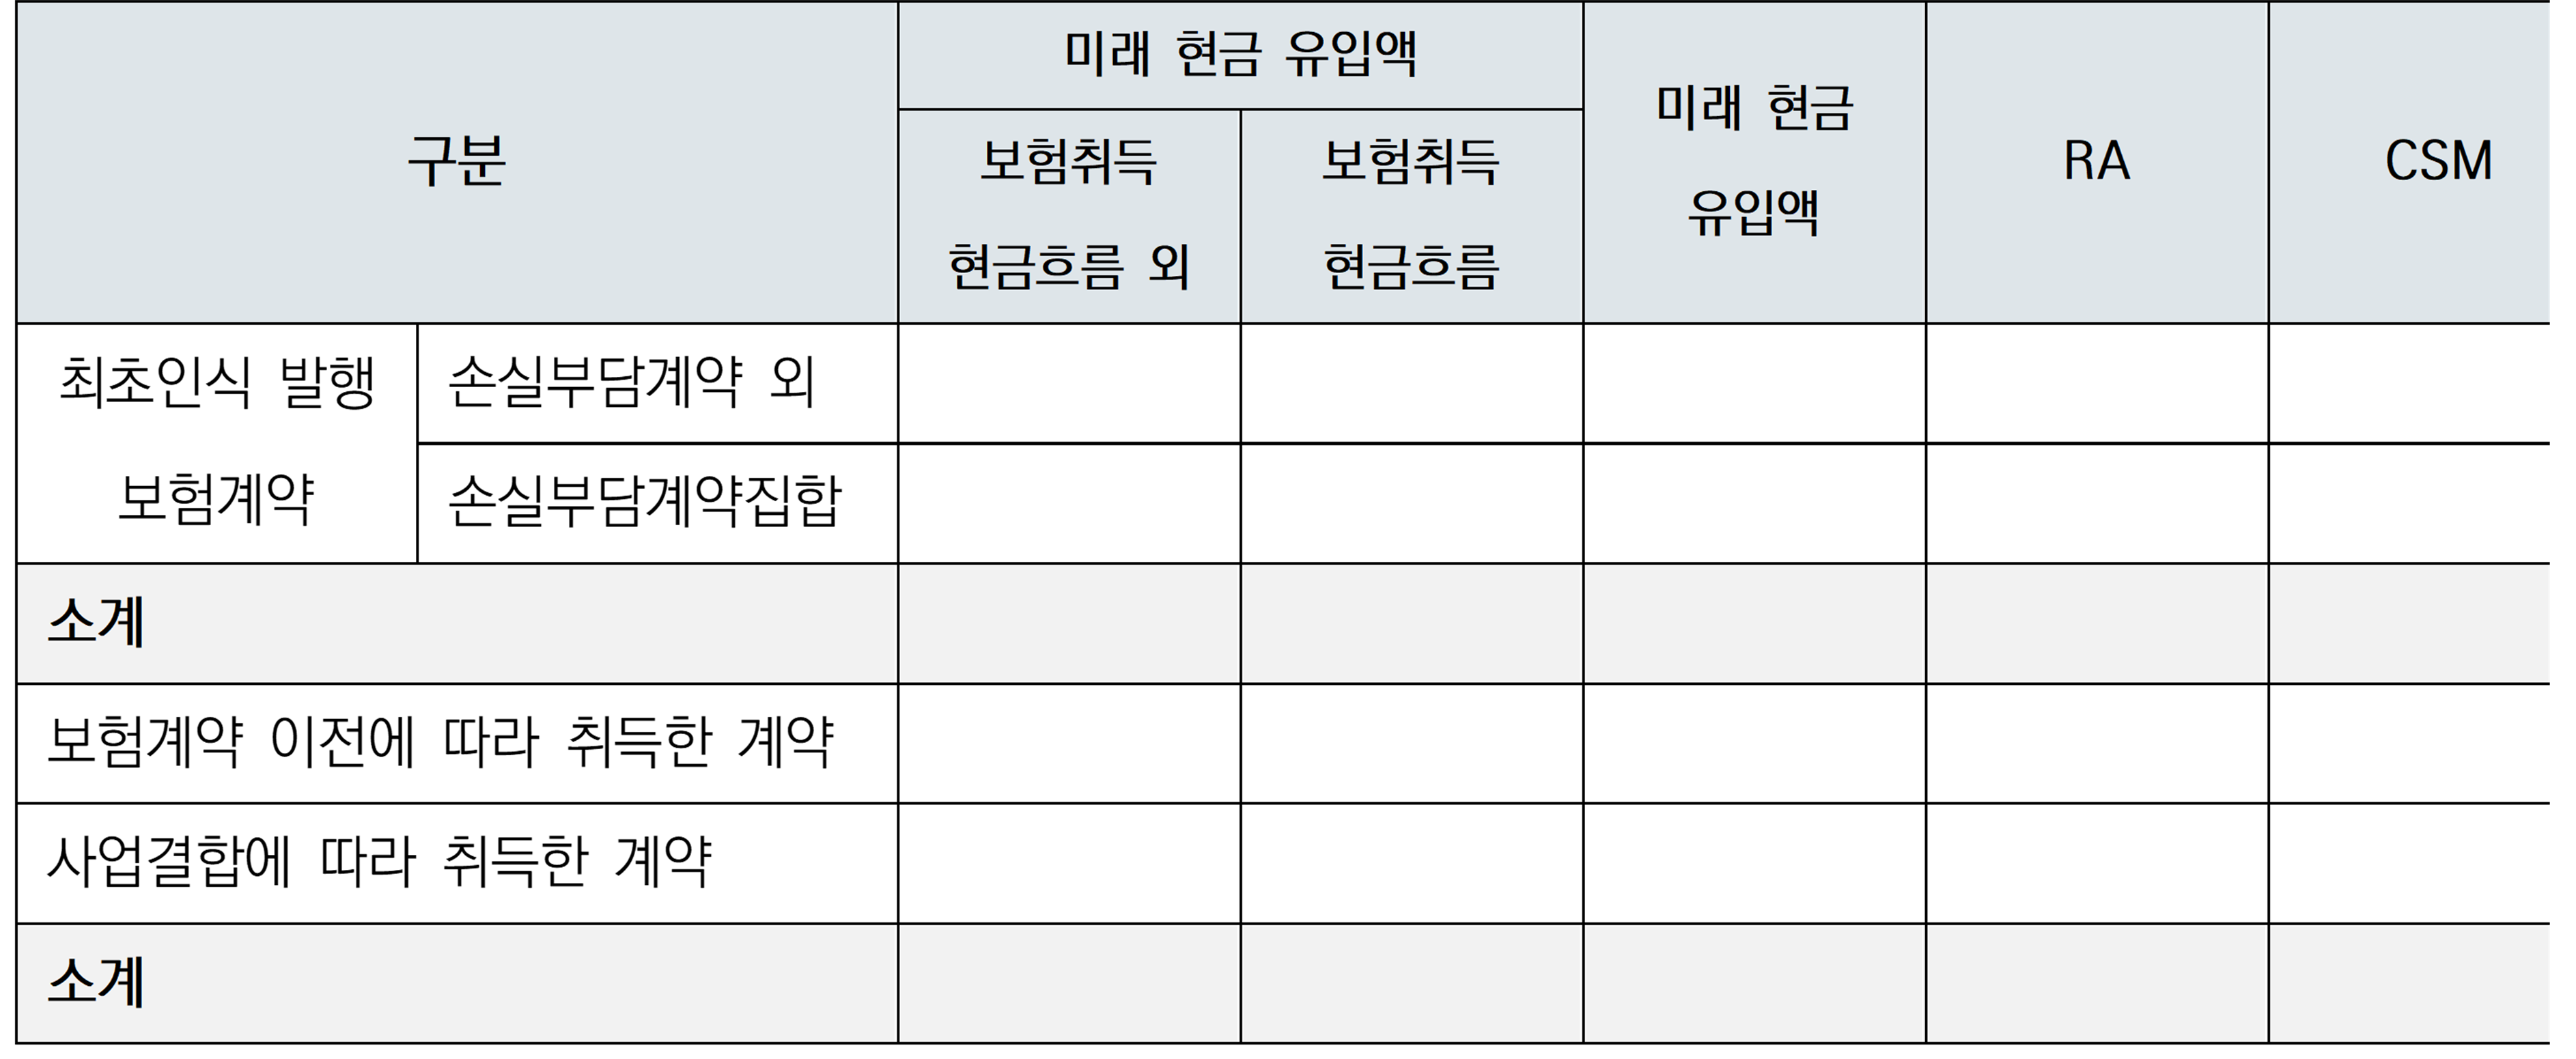 구분
미래 현금 유입액
보험취득
현금흐름 외
보험취득
현금흐름
미래 현금
유입액
RA
CSM
최초인식 발행
보험계약
손실부담계약 외
손실부담계약집합
소계
보험계약 이전에 따라 취득한 계약
사업결합에 따라 취득한 계약
소계